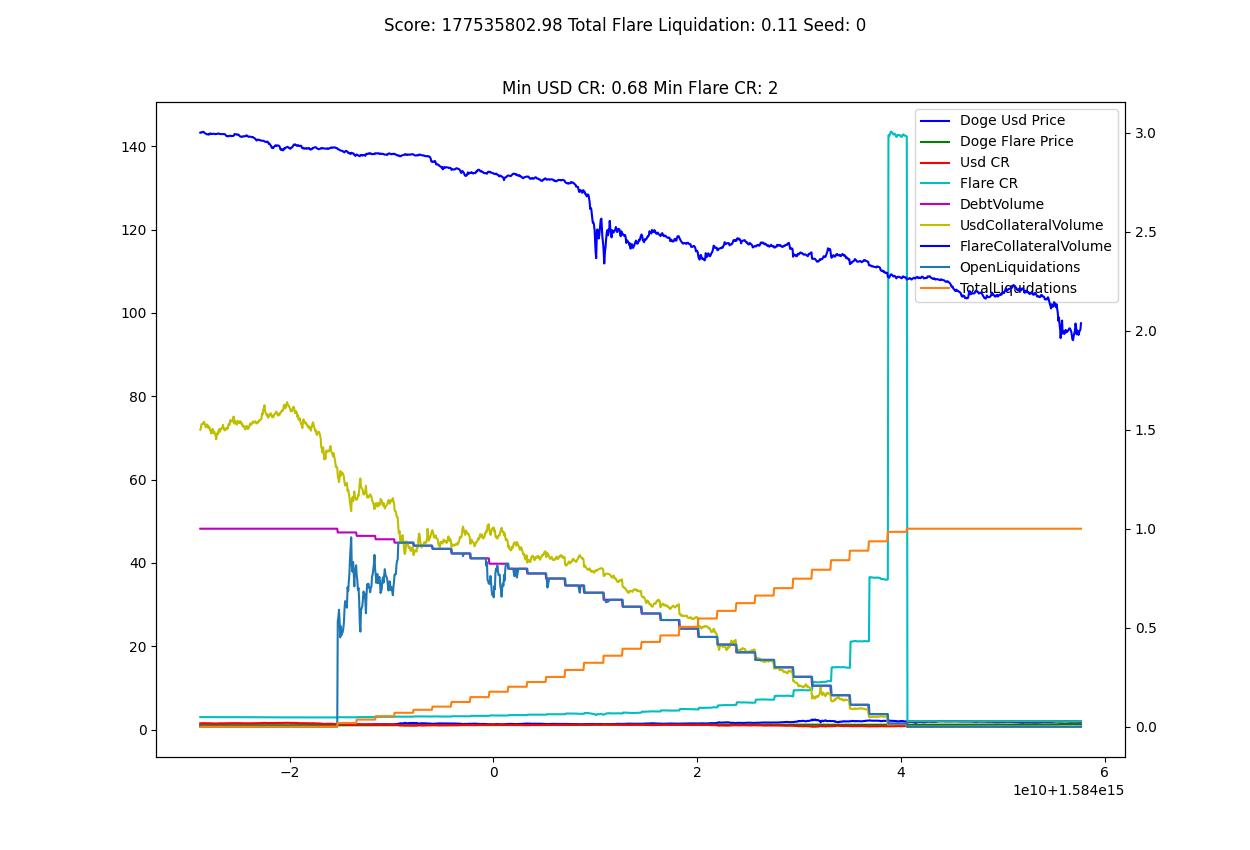 Score: 177535802.98 Total Flare Liquidation: 0.11 Seed: 0
Min USD CR: 0.68 Min Flare CR: 2
140
120
100
80
60
40
20
0
3.0
2.5
2.0
1.5
1.0
0.5
0.0
Doge Usd Price
Doge Flare Price
Usd CR
Flare CR
DebtVolume
UsdCollateralVolume
FlareCollateralVolume
OpenLiquidations
TotalLiquidations
−2 0 2 4 6
1e10+1.584e15